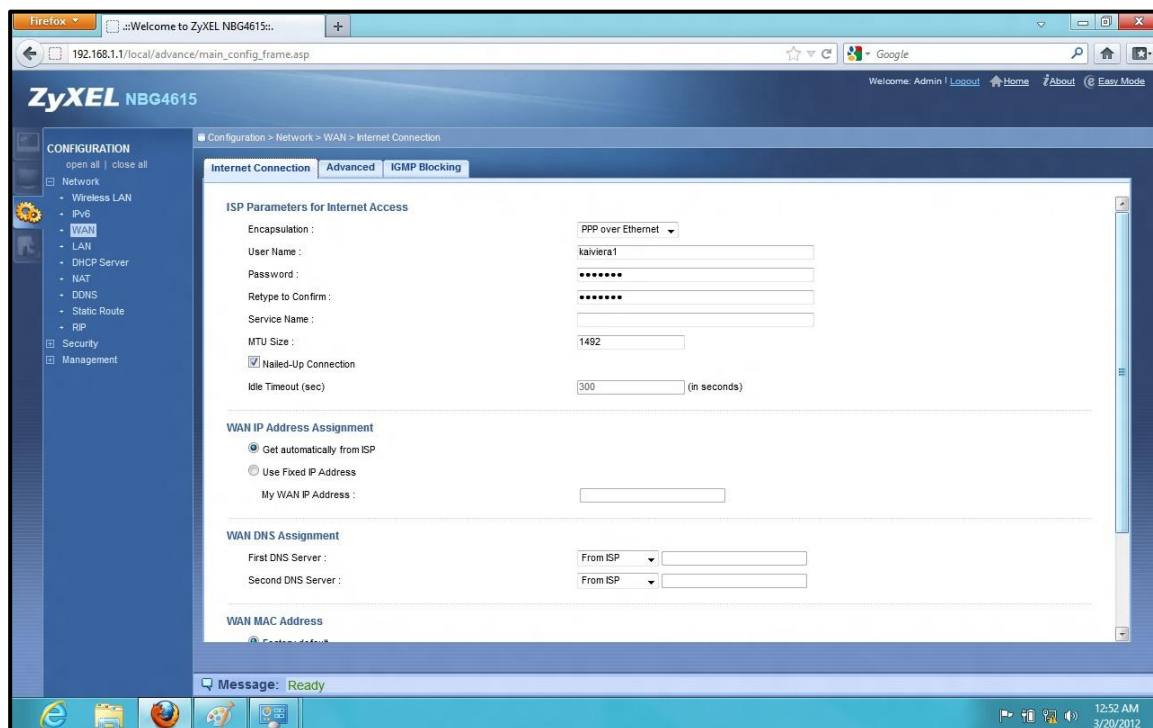 Firefox
.::Welcome to ZyXEL NBG4615::.
192.168.1.1/local/advance/main_config_frame.asp
Google
Welcome: Admin | Logout Home About Easy Mode
ZyXEL NBG4615
Configuration > Network > WAN > Internet Connection
CONFIGURATION
open all | close all
Network
Wireless LAN
IPv6
WAN
LAN
DHCP Server
NAT
DDNS
Static Route
RIP
Security
Management
Internet Connection Advanced IGMP Blocking
ISP Parameters for Internet Access
Encapsulation : PPP over Ethernet
User Name : kaiviera1
Password : •••••••
Retype to Confirm : •••••••
Service Name :
MTU Size : 1492
Nailed-Up Connection
Idle Timeout (sec) 300 (in seconds)
WAN IP Address Assignment
Get automatically from ISP
Use Fixed IP Address
My WAN IP Address :
WAN DNS Assignment
First DNS Server : From ISP
Second DNS Server : From ISP
WAN MAC Address
Factory default
Message: Ready
12:52 AM
3/20/2012